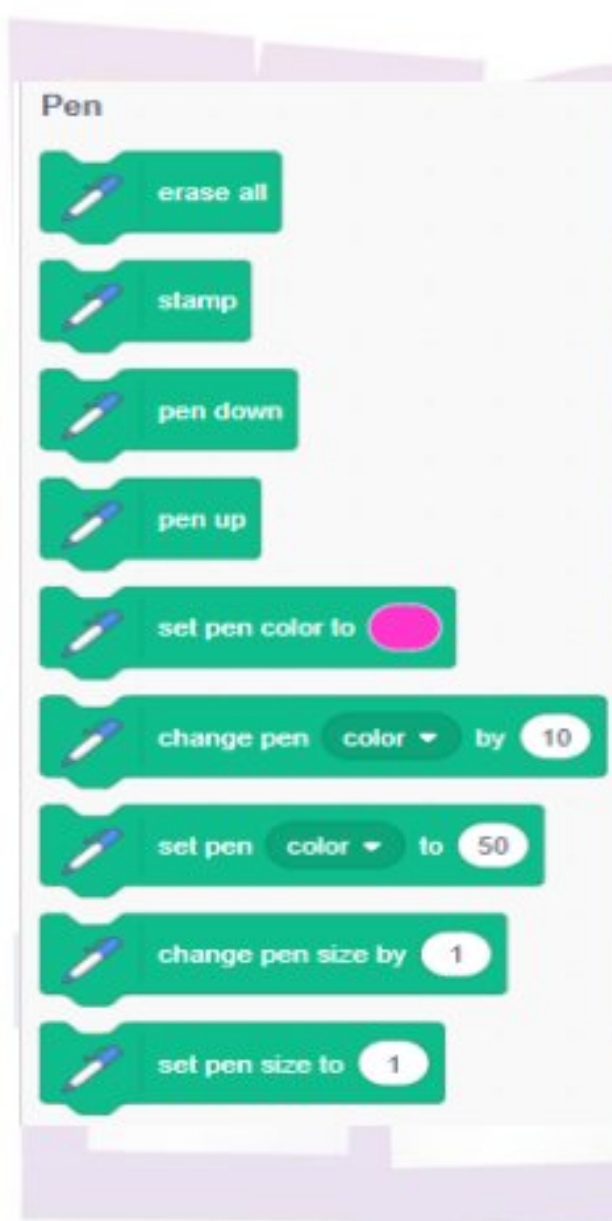 Pen
erase all
stamp
pen down
pen up
set pen color to
change pen color by 10
set pen color to 50
change pen size by 1
set pen size to 1